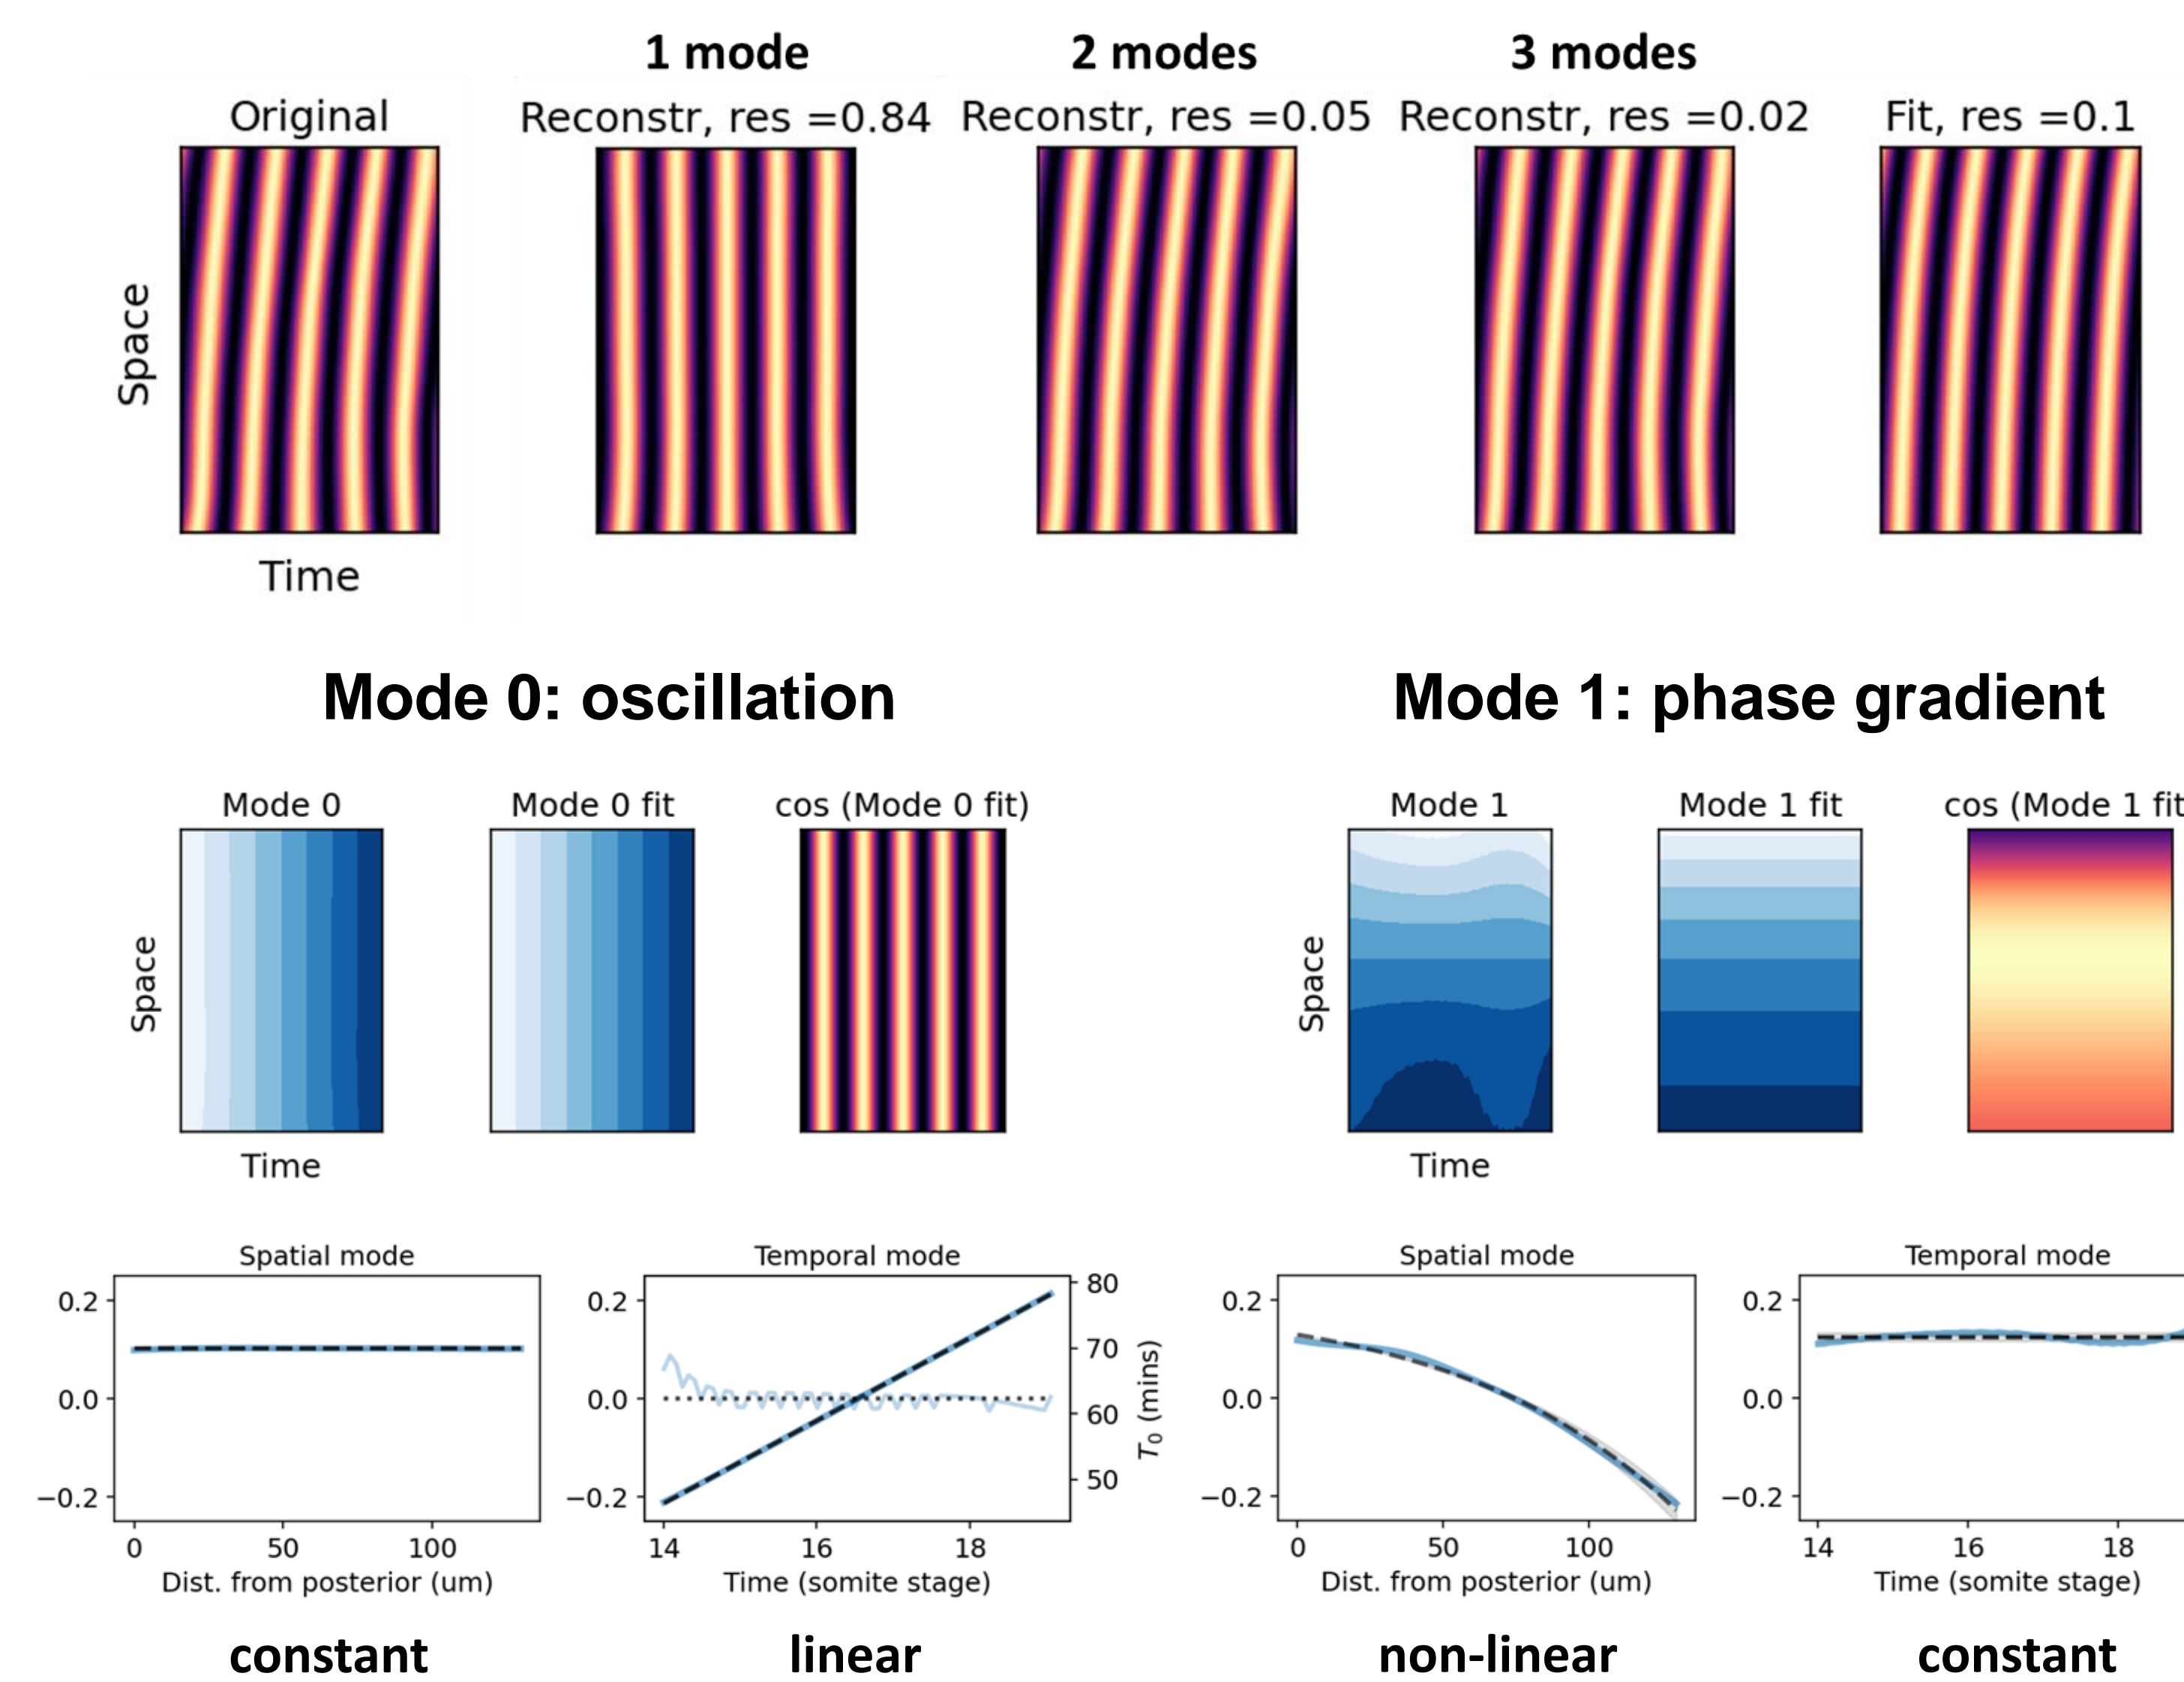 1 mode
2 modes
3 modes
Original
Reconstr, res =0.84
Reconstr, res =0.05
Reconstr, res =0.02
Fit, res =0.1
Space
Time
Mode 0: oscillation
Mode 1: phase gradient
Mode 0
Mode 0 fit
cos (Mode 0 fit)
Mode 1
Mode 1 fit
cos (Mode 1 fit
Space
Time
Space
Time
Spatial mode
0.2
0.0
−0.2
0
50
100
Dist. from posterior (um)
constant
Temporal mode
0.2
0.0
−0.2
80
70
60
50
T₀ (mins)
14
16
18
Time (somite stage)
linear
Spatial mode
0.2
0.0
−0.2
0
50
100
Dist. from posterior (um)
non-linear
Temporal mode
0.2
0.0
−0.2
14
16
18
Time (somite stage)
constant